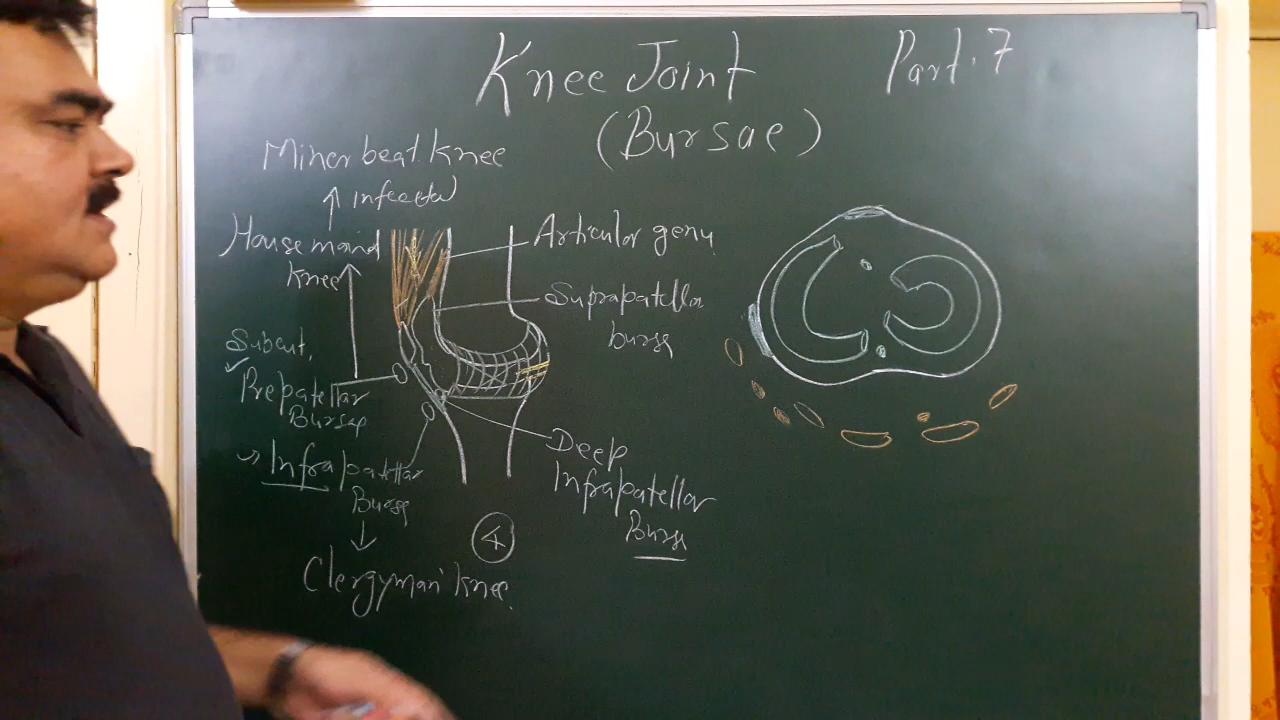 Knee Joint
Part. 7
(Bursae)
Miner beat Knee
↑ infected
House maid
Knee
Subcut.
✓ Prepatellar
Bursae
Infrapatellar
Bursa
↓
Clergyman' knee.
Articular genu
Suprapatellar
bursa
Deep
Infrapatellar
Bursa
4